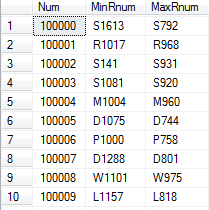 Num MinRnum MaxRnum
1 100000 S1613 S792
2 100001 R1017 R968
3 100002 S141 S931
4 100003 S1081 S920
5 100004 M1004 M960
6 100005 D1075 D744
7 100006 P1000 P758
8 100007 D1288 D801
9 100008 W1101 W975
10 100009 L1157 L818